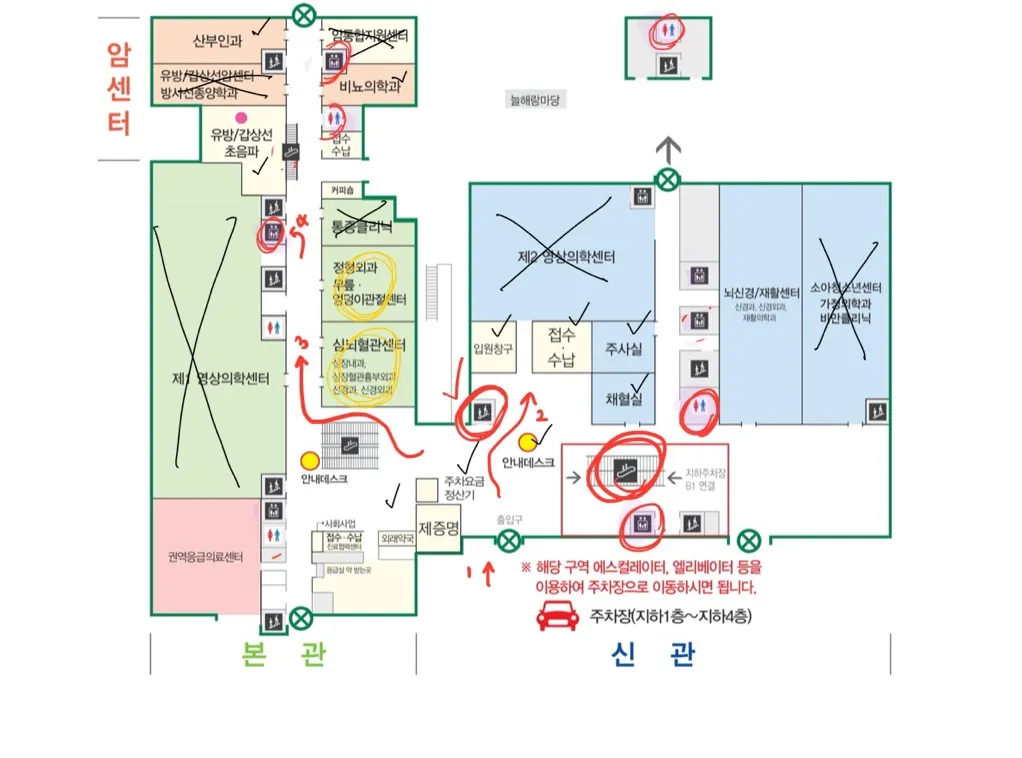 암센터
산부인과
암통합지원센터
유방/갑상선암센터
방사선종양학과
비뇨의학과
유방/갑상선
초음파
접수
수납
커피숍
통증클리닉
정형외과
무릎·
엉덩이관절센터
심뇌혈관센터
심장내과,
심장혈관흉부외과
신경과, 신경외과
제1 영상의학센터
안내데스크
권역응급의료센터
사회사업
접수·수납
진료협력센터
응급실 약 받는곳
외래약국
제증명
주차요금
정산기
늘해랑마당
제2 영상의학센터
입원창구
접수
·
수납
주사실
채혈실
뇌신경/재활센터
신경과, 신경외과,
재활의학과
소아청소년센터
가정의학과
비만클리닉
안내데스크
지하주차장
B1 연결
출입구
※ 해당 구역 에스컬레이터, 엘리베이터 등을
이용하여 주차장으로 이동하시면 됩니다.
주차장(지하1층~지하4층)
본 관
신 관
1
2
3
4
5